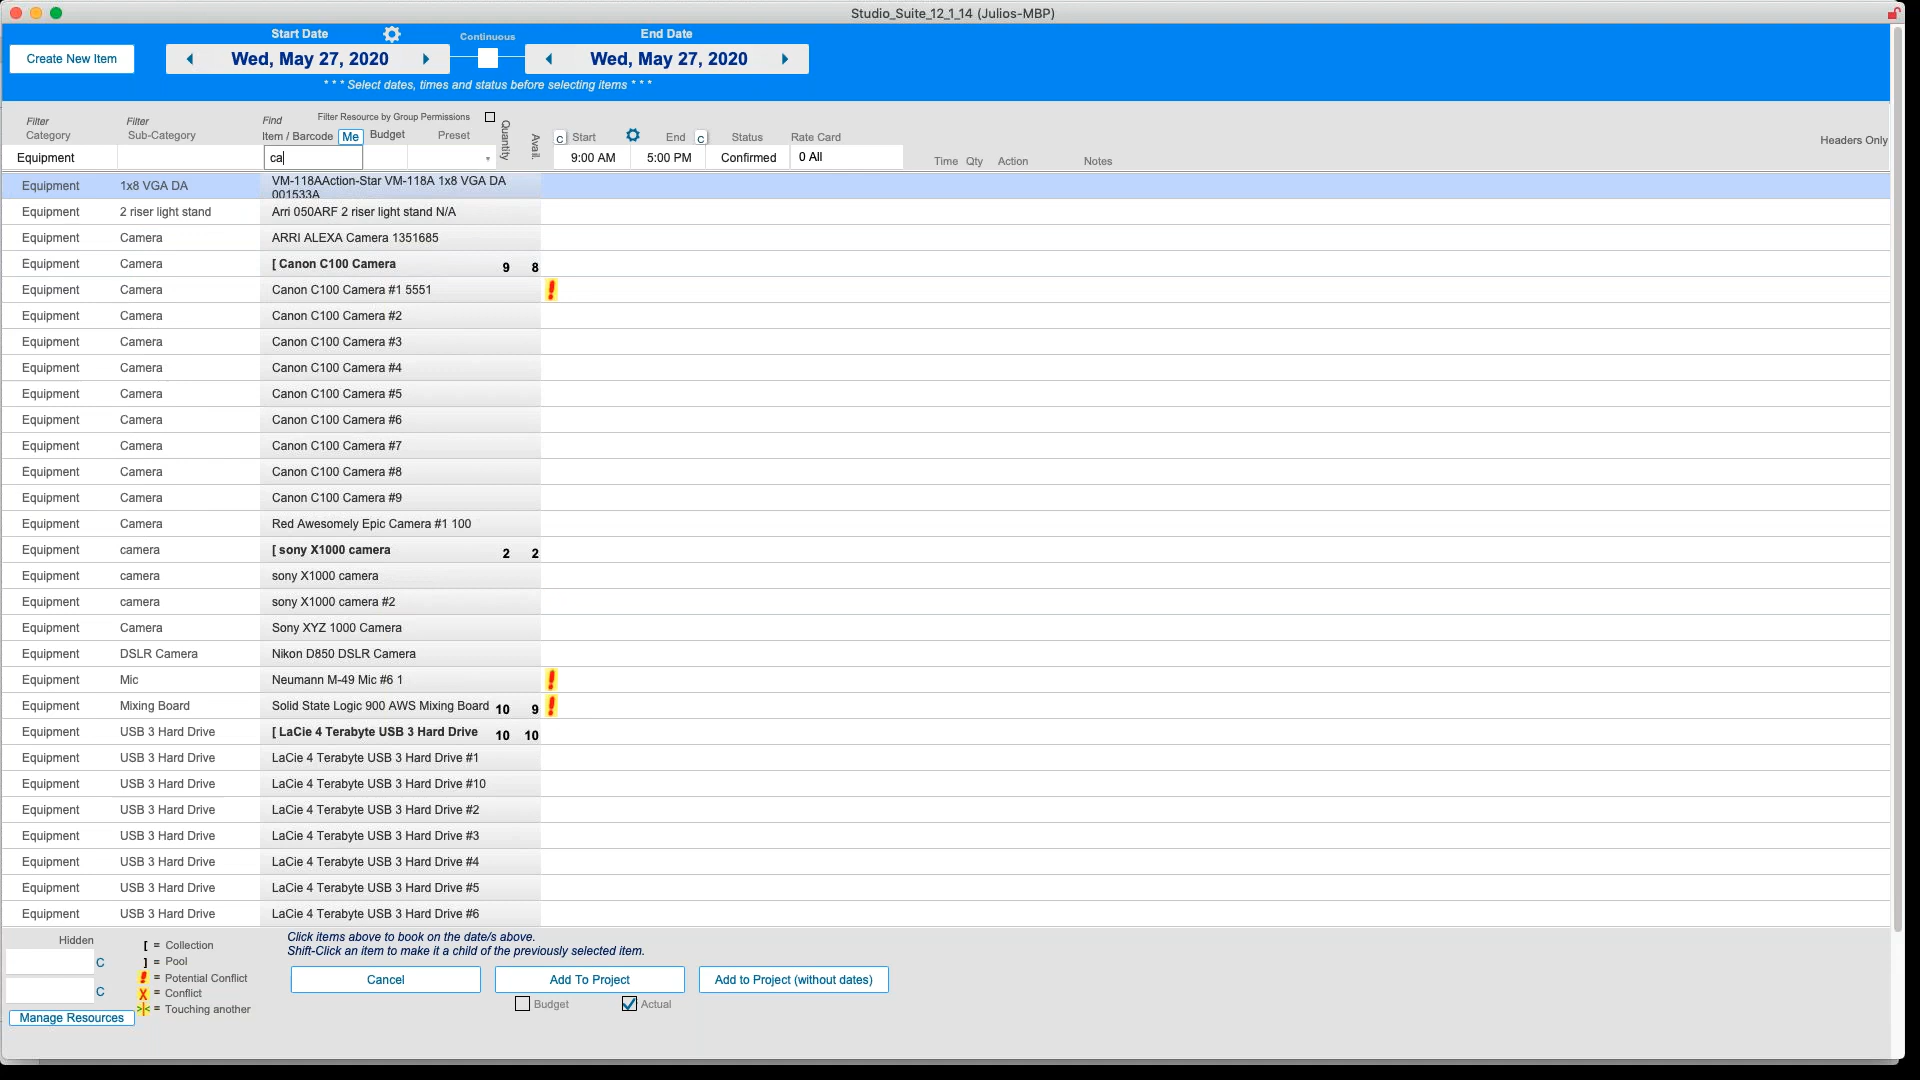 Studio_Suite_12_1_14 (Julios-MBP)
Start Date
Continuous
End Date
Create New Item
Wed, May 27, 2020
Wed, May 27, 2020
* * * Select dates, times and status before selecting items * * *
Filter
Category
Filter
Sub-Category
Find
Item / Barcode
Me
Filter Resource by Group Permissions
Budget
Preset
Quantity
Avail.
C Start
End C
Status
Rate Card
Headers Only
Equipment
ca
9:00 AM
5:00 PM
Confirmed
0 All
Time Qty Action Notes
Equipment 1x8 VGA DA VM-118AAction-Star VM-118A 1x8 VGA DA
001533A
Equipment 2 riser light stand Arri 050ARF 2 riser light stand N/A
Equipment Camera ARRI ALEXA Camera 1351685
Equipment Camera [ Canon C100 Camera 9 8
Equipment Camera Canon C100 Camera #1 5551 !
Equipment Camera Canon C100 Camera #2
Equipment Camera Canon C100 Camera #3
Equipment Camera Canon C100 Camera #4
Equipment Camera Canon C100 Camera #5
Equipment Camera Canon C100 Camera #6
Equipment Camera Canon C100 Camera #7
Equipment Camera Canon C100 Camera #8
Equipment Camera Canon C100 Camera #9
Equipment Camera Red Awesomely Epic Camera #1 100
Equipment camera [ sony X1000 camera 2 2
Equipment camera sony X1000 camera
Equipment camera sony X1000 camera #2
Equipment Camera Sony XYZ 1000 Camera
Equipment DSLR Camera Nikon D850 DSLR Camera
Equipment Mic Neumann M-49 Mic #6 1 !
Equipment Mixing Board Solid State Logic 900 AWS Mixing Board 10 9 !
Equipment USB 3 Hard Drive [ LaCie 4 Terabyte USB 3 Hard Drive 10 10
Equipment USB 3 Hard Drive LaCie 4 Terabyte USB 3 Hard Drive #1
Equipment USB 3 Hard Drive LaCie 4 Terabyte USB 3 Hard Drive #10
Equipment USB 3 Hard Drive LaCie 4 Terabyte USB 3 Hard Drive #2
Equipment USB 3 Hard Drive LaCie 4 Terabyte USB 3 Hard Drive #3
Equipment USB 3 Hard Drive LaCie 4 Terabyte USB 3 Hard Drive #4
Equipment USB 3 Hard Drive LaCie 4 Terabyte USB 3 Hard Drive #5
Equipment USB 3 Hard Drive LaCie 4 Terabyte USB 3 Hard Drive #6
Hidden
C
C
Manage Resources
[ = Collection
] = Pool
! = Potential Conflict
X = Conflict
>|< = Touching another
Click items above to book on the date/s above.
Shift-Click an item to make it a child of the previously selected item.
Cancel
Add To Project
Add to Project (without dates)
Budget
Actual